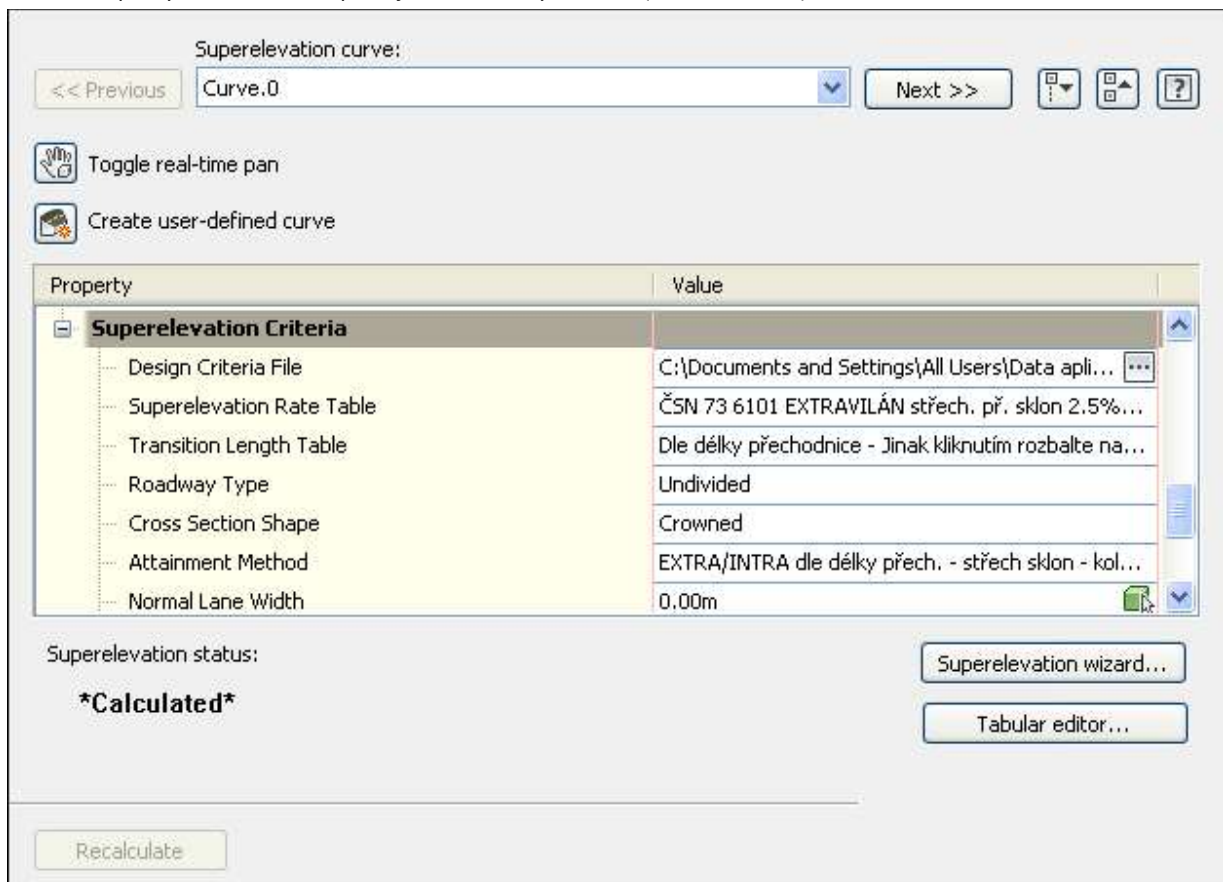 Superelevation curve:
<< Previous Curve.0 Next >> ?
Toggle real-time pan
Create user-defined curve
Property Value
Superelevation Criteria
Design Criteria File C:\Documents and Settings\All Users\Data apli... ...
Superelevation Rate Table ČSN 73 6101 EXTRAVILÁN střech. př. sklon 2.5%...
Transition Length Table Dle délky přechodnice - Jinak kliknutím rozbalte na...
Roadway Type Undivided
Cross Section Shape Crowned
Attainment Method EXTRA/INTRA dle délky přech. - střech sklon - kol...
Normal Lane Width 0.00m
Superelevation status:
*Calculated*
Superelevation wizard...
Tabular editor...
Recalculate